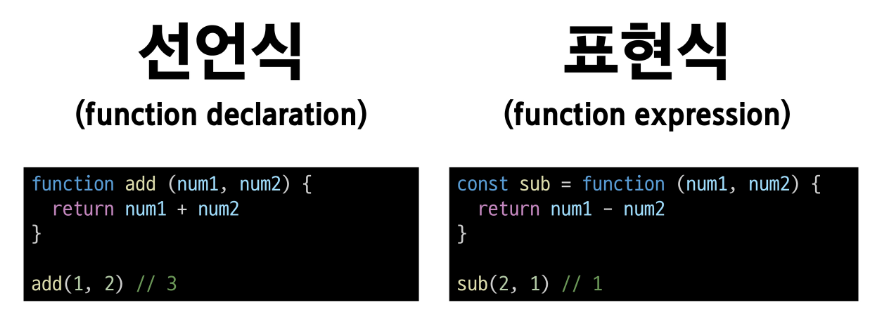 선언식
(function declaration)
function add (num1, num2) {
  return num1 + num2
}
add(1, 2) // 3
표현식
(function expression)
const sub = function (num1, num2) {
  return num1 - num2
}
sub(2, 1) // 1